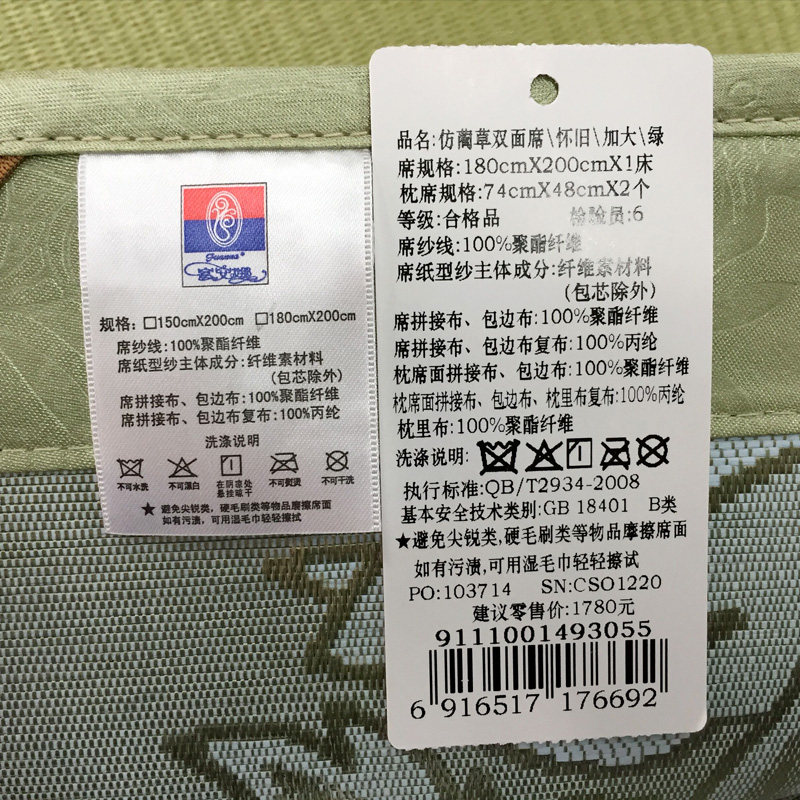 Juanna
规格:□150cmX200cm □180cmX200cm
席纱线:100%聚酯纤维
席纸型纱主体成分:纤维素材料
(包芯除外)
席拼接布、包边布:100%聚酯纤维
席拼接布、包边布复布:100%丙纶
洗涤说明
不可水洗 不可漂白 在阴凉处悬挂晾干 不可熨烫 不可干洗
★避免尖锐类,硬毛刷类等物品摩擦席面
如有污渍,可用湿毛巾轻轻擦拭
品名:仿蔺草双面席\怀旧\加大\绿
席规格:180cmX200cmX1床
枕席规格:74cmX48cmX2个
等级:合格品 检验员:6
席纱线:100%聚酯纤维
席纸型纱主体成分:纤维素材料
(包芯除外)
席拼接布、包边布:100%聚酯纤维
席拼接布、包边布复布:100%丙纶
枕席面拼接布、包边布:100%聚酯纤维
枕席面拼接布、包边布、枕里布复布:100%丙纶
枕里布:100%聚酯纤维
洗涤说明:
执行标准:QB/T2934-2008
基本安全技术类别:GB 18401 B类
★避免尖锐类,硬毛刷类等物品摩擦席面
如有污渍,可用湿毛巾轻轻擦试
PO:103714 SN:CSO1220
建议零售价:1780元
9111001493055
6 916517 176692